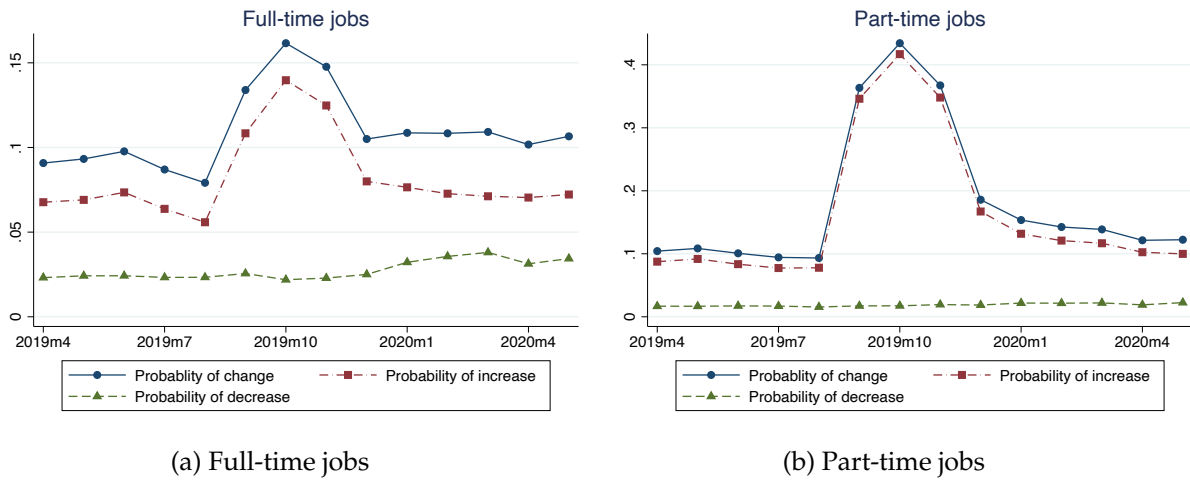 Full-time jobs
.15
.1
.05
0
2019m4 2019m7 2019m10 2020m1 2020m4
Probablity of change Probability of increase
Probability of decrease
(a) Full-time jobs
Part-time jobs
.4
.3
.2
.1
0
2019m4 2019m7 2019m10 2020m1 2020m4
Probablity of change Probability of increase
Probability of decrease
(b) Part-time jobs